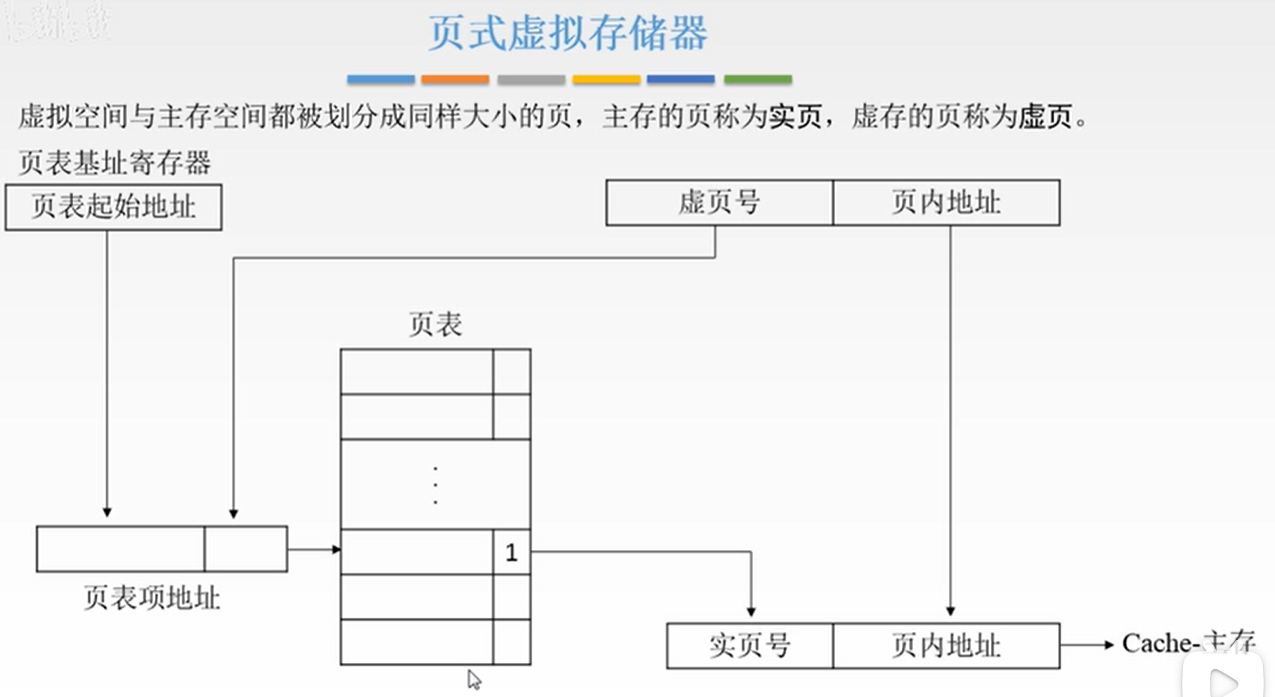 页式虚拟存储器
虚拟空间与主存空间都被划分成同样大小的页，主存的页称为实页，虚存的页称为虚页。
页表基址寄存器
页表起始地址
虚页号
页内地址
页表
⋮
1
页表项地址
实页号
页内地址
Cache-主存